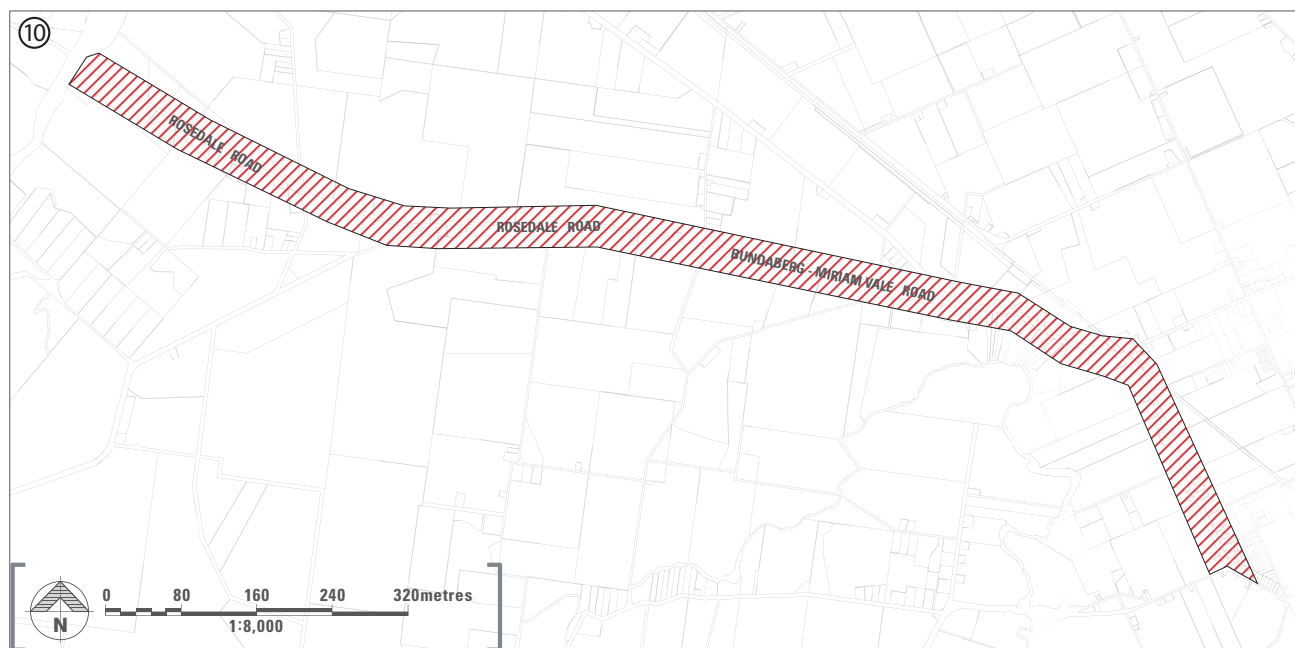 10
ROSEDALE ROAD
ROSEDALE ROAD
BUNDABERG - MIRIAM VALE ROAD
0 80 160 240 320metres
1:8,000
N